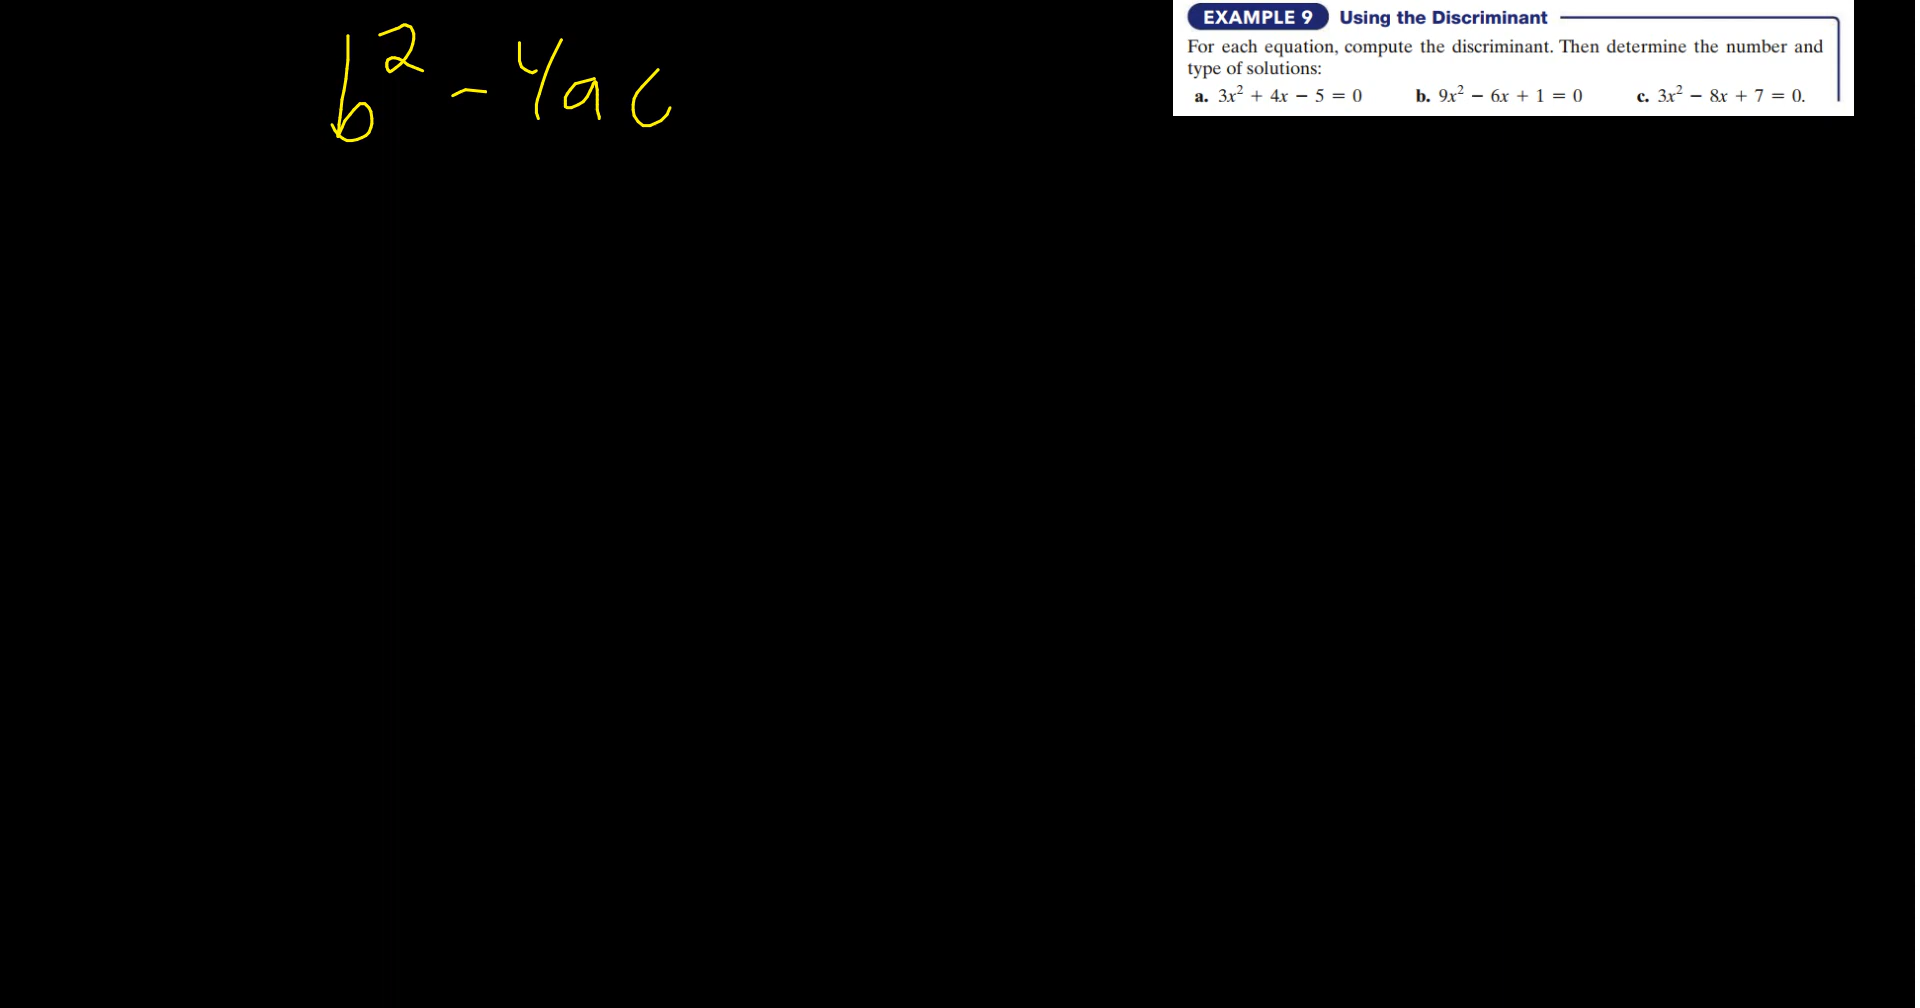 b² - 4ac
EXAMPLE 9 Using the Discriminant
For each equation, compute the discriminant. Then determine the number and
type of solutions:
a. 3x² + 4x − 5 = 0 b. 9x² − 6x + 1 = 0 c. 3x² − 8x + 7 = 0.